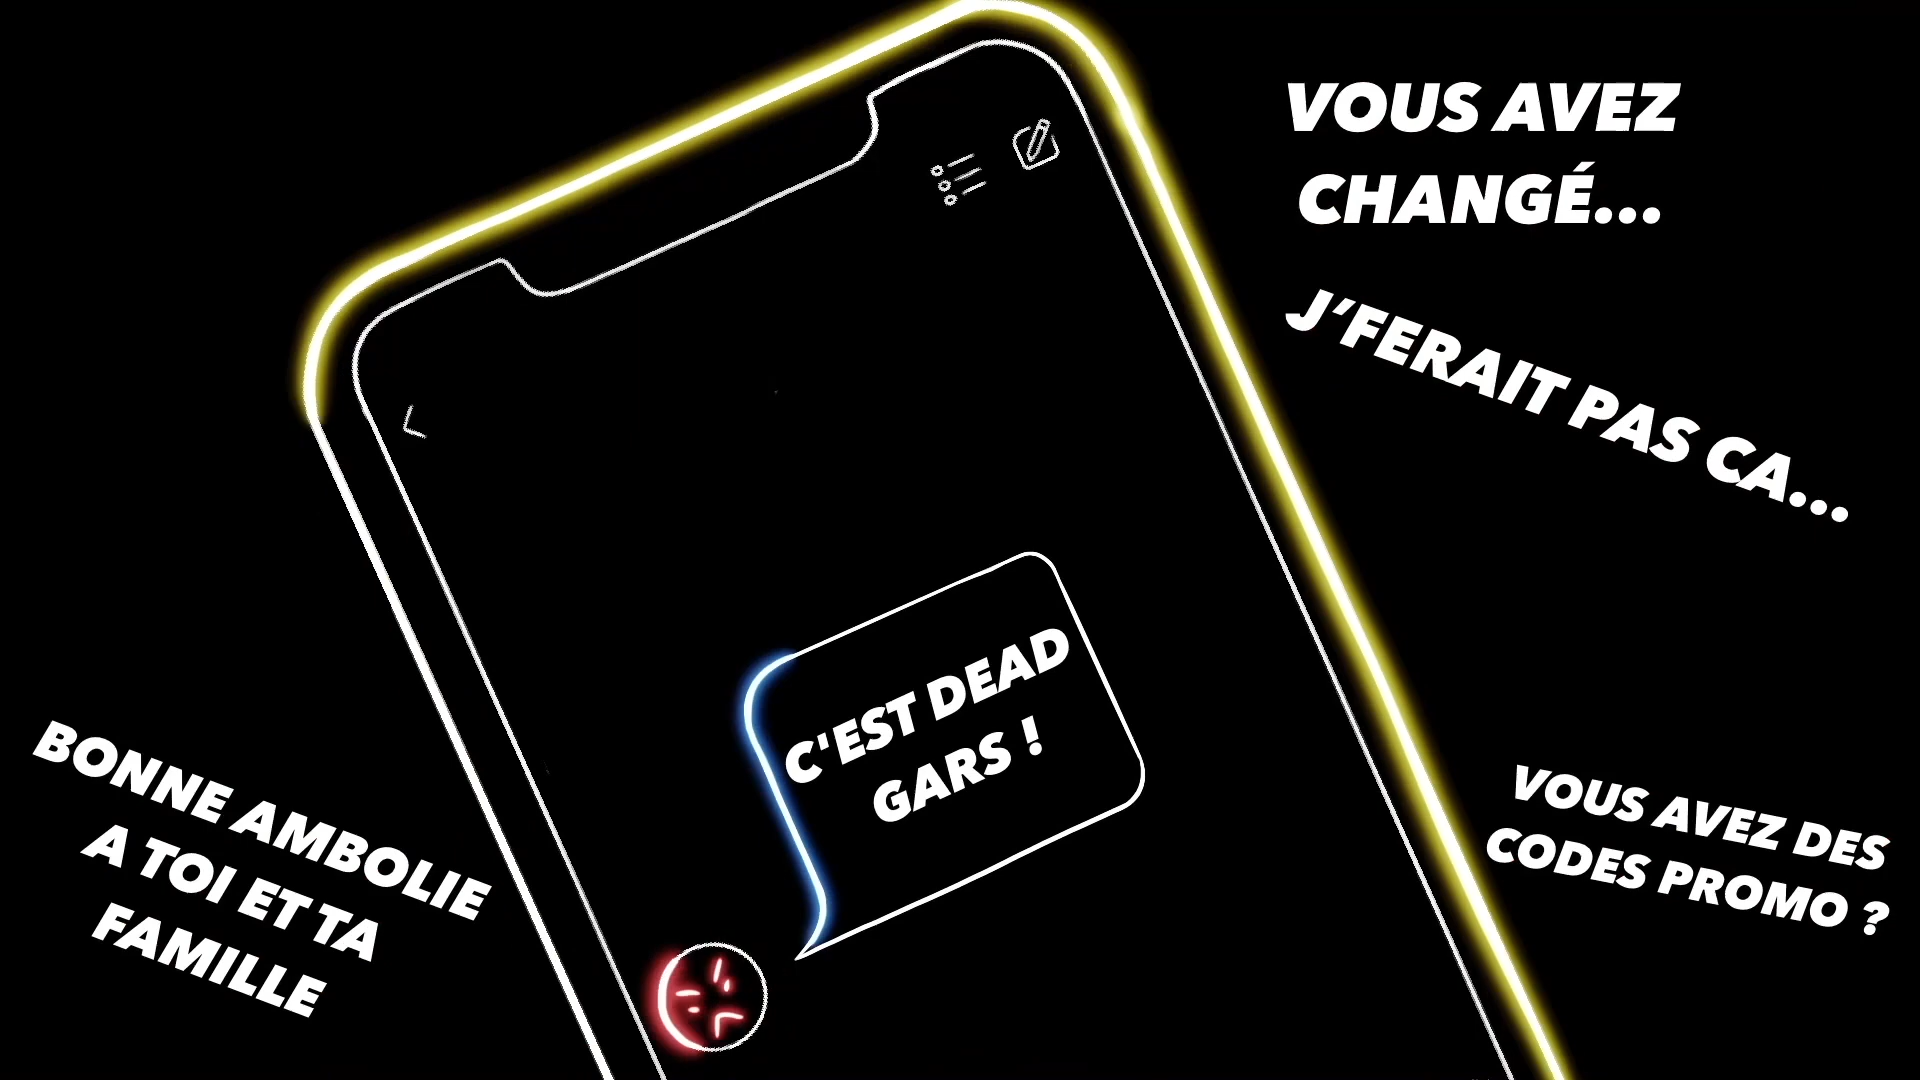 VOUS AVEZ
CHANGÉ...
J'FERAIT PAS CA...
C'EST DEAD
GARS !
BONNE AMBOLIE
A TOI ET TA
FAMILLE
VOUS AVEZ DES
CODES PROMO ?